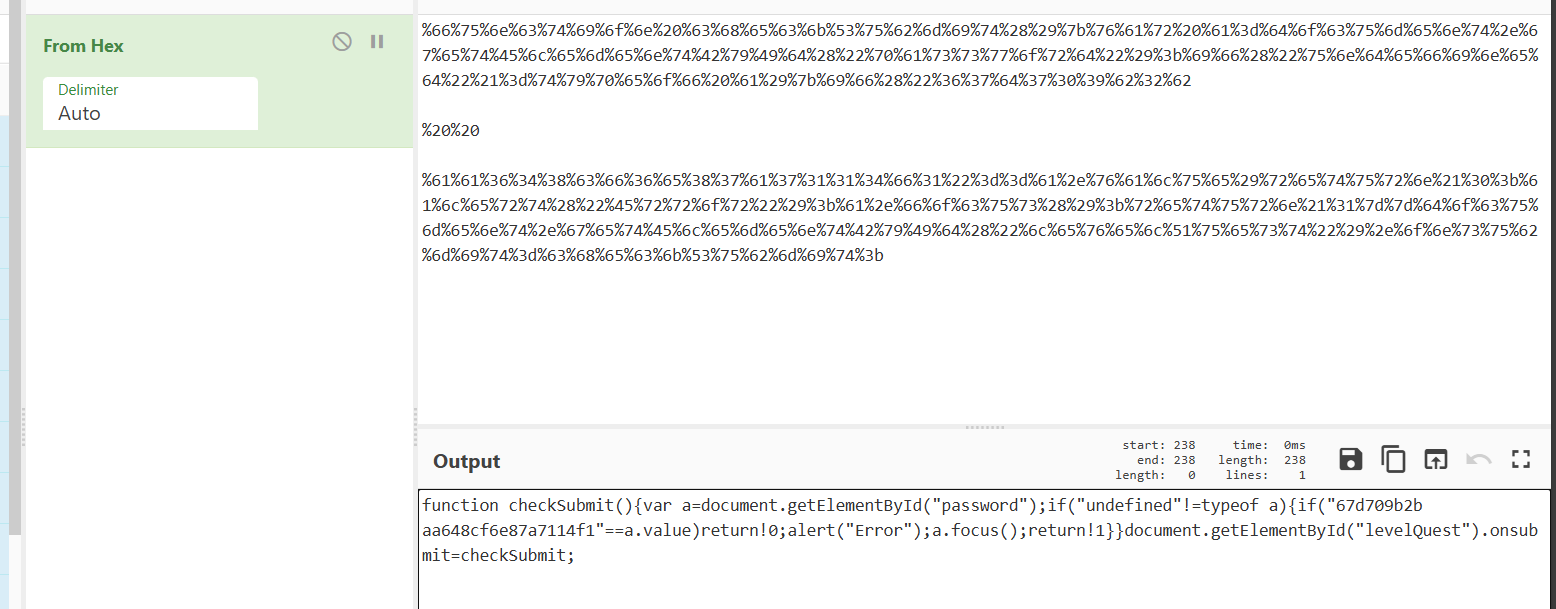 From Hex
Delimiter
Auto
%66%75%6e%63%74%69%6f%6e%20%63%68%65%63%6b%53%75%62%6d%69%74%28%29%7b%76%61%72%20%61%3d%64%6f%63%75%6d%65%6e%74%2e%6
7%65%74%45%6c%65%6d%65%6e%74%42%79%49%64%28%22%70%61%73%73%77%6f%72%64%22%29%3b%69%66%28%22%75%6e%64%65%66%69%6e%65%
64%22%21%3d%74%79%70%65%6f%66%20%61%29%7b%69%66%28%22%36%37%64%37%30%39%62%32%62
%20%20
%61%61%36%34%38%63%66%36%65%38%37%61%37%31%31%34%66%31%22%3d%3d%61%2e%76%61%6c%75%65%29%72%65%74%75%72%6e%21%30%3b%6
1%6c%65%72%74%28%22%45%72%72%6f%72%22%29%3b%61%2e%66%6f%63%75%73%28%29%3b%72%65%74%75%72%6e%21%31%7d%7d%64%6f%63%75%
6d%65%6e%74%2e%67%65%74%45%6c%65%6d%65%6e%74%42%79%49%64%28%22%6c%65%76%65%6c%51%75%65%73%74%22%29%2e%6f%6e%73%75%62
%6d%69%74%3d%63%68%65%63%6b%53%75%62%6d%69%74%3b
Output
start: 238 time: 0ms
end: 238 length: 238
length: 0 lines: 1
function checkSubmit(){var a=document.getElementById("password");if("undefined"!=typeof a){if("67d709b2b
aa648cf6e87a7114f1"==a.value)return!0;alert("Error");a.focus();return!1}}document.getElementById("levelQuest").onsub
mit=checkSubmit;